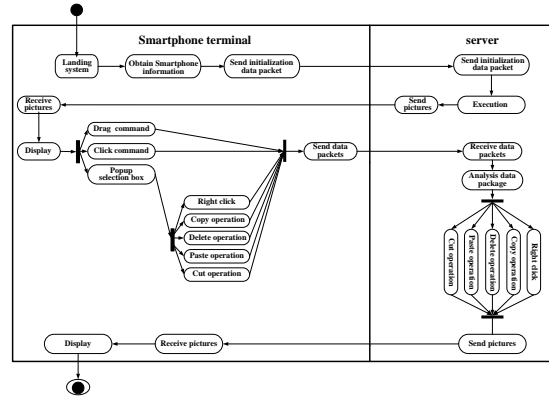 Smartphone terminal
server
Landing
system
Obtain Smartphone
information
Send initialization
data packet
Send initialization
data packet
Receive
pictures
Send
pictures
Execution
Display
Drag command
Click command
Popup
selection box
Send data
packets
Receive data
packets
Analysis data
package
Right click
Copy operation
Delete operation
Paste operation
Cut operation
Cut operation
Paste operation
Delete operation
Copy operation
Right click
Display
Receive pictures
Send pictures